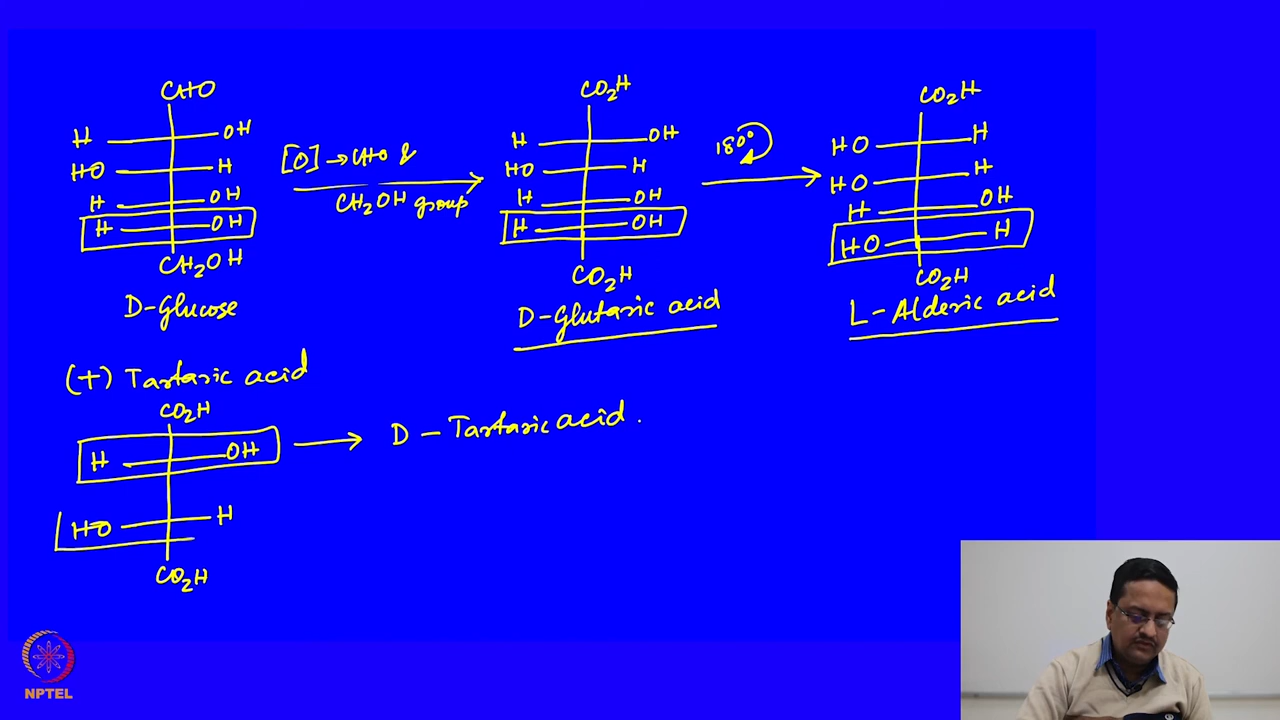 CHO
H OH
HO H
H OH
H OH
CH₂OH
D-Glucose
[O] → CHO &
CH₂OH group
CO₂H
H OH
HO H
H OH
H OH
CO₂H
D-Glutaric acid
180°
CO₂H
HO H
HO H
H OH
HO H
CO₂H
L-Alderic acid
(+) Tartaric acid
CO₂H
H OH
HO H
CO₂H
D - Tartaric acid.
NPTEL